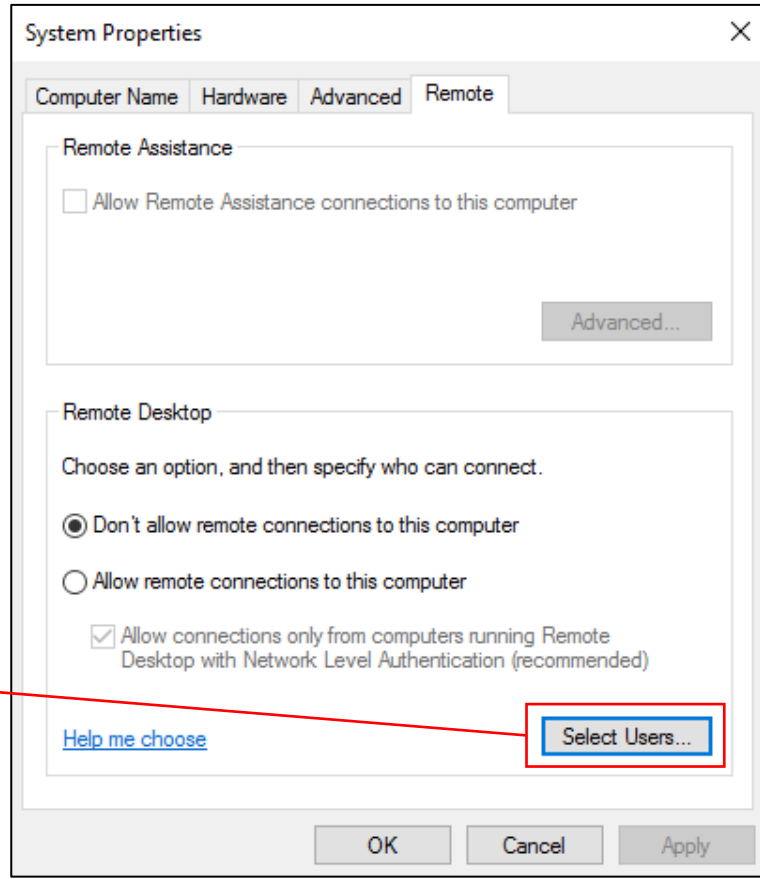 System Properties
Computer Name Hardware Advanced Remote
Remote Assistance
Allow Remote Assistance connections to this computer
Advanced...
Remote Desktop
Choose an option, and then specify who can connect.
Don't allow remote connections to this computer
Allow remote connections to this computer
Allow connections only from computers running Remote
Desktop with Network Level Authentication (recommended)
Help me choose
Select Users...
OK Cancel Apply